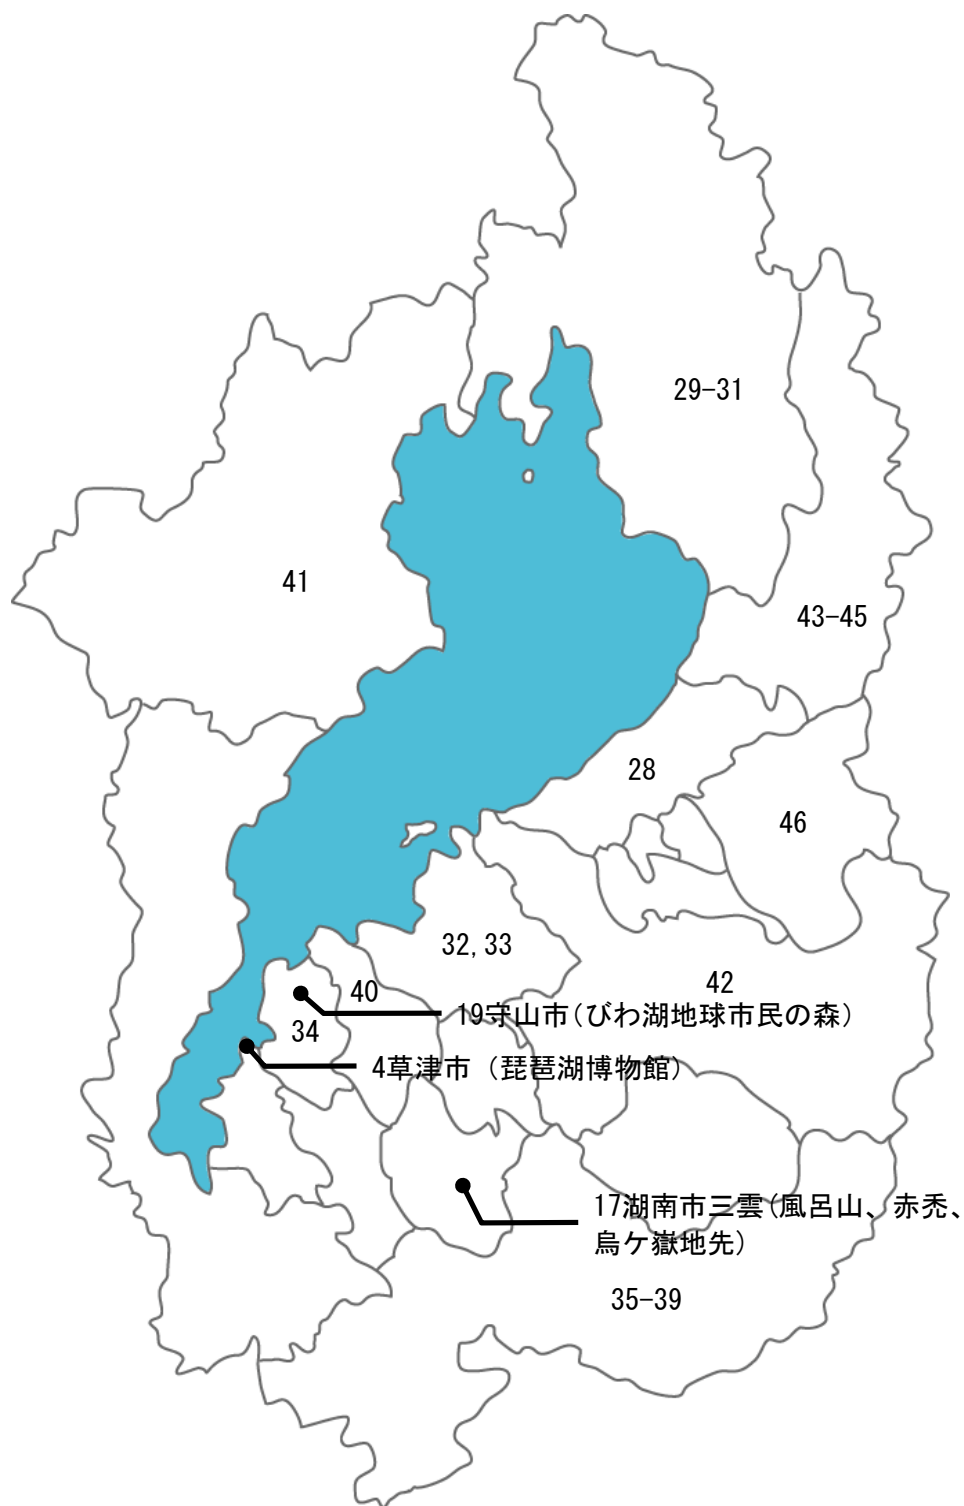 29-31
41
43-45
28
46
32,33
42
40
19守山市(びわ湖地球市民の森)
34
4草津市 (琵琶湖博物館)
17湖南市三雲(風呂山、赤禿、
烏ケ嶽地先)
35-39